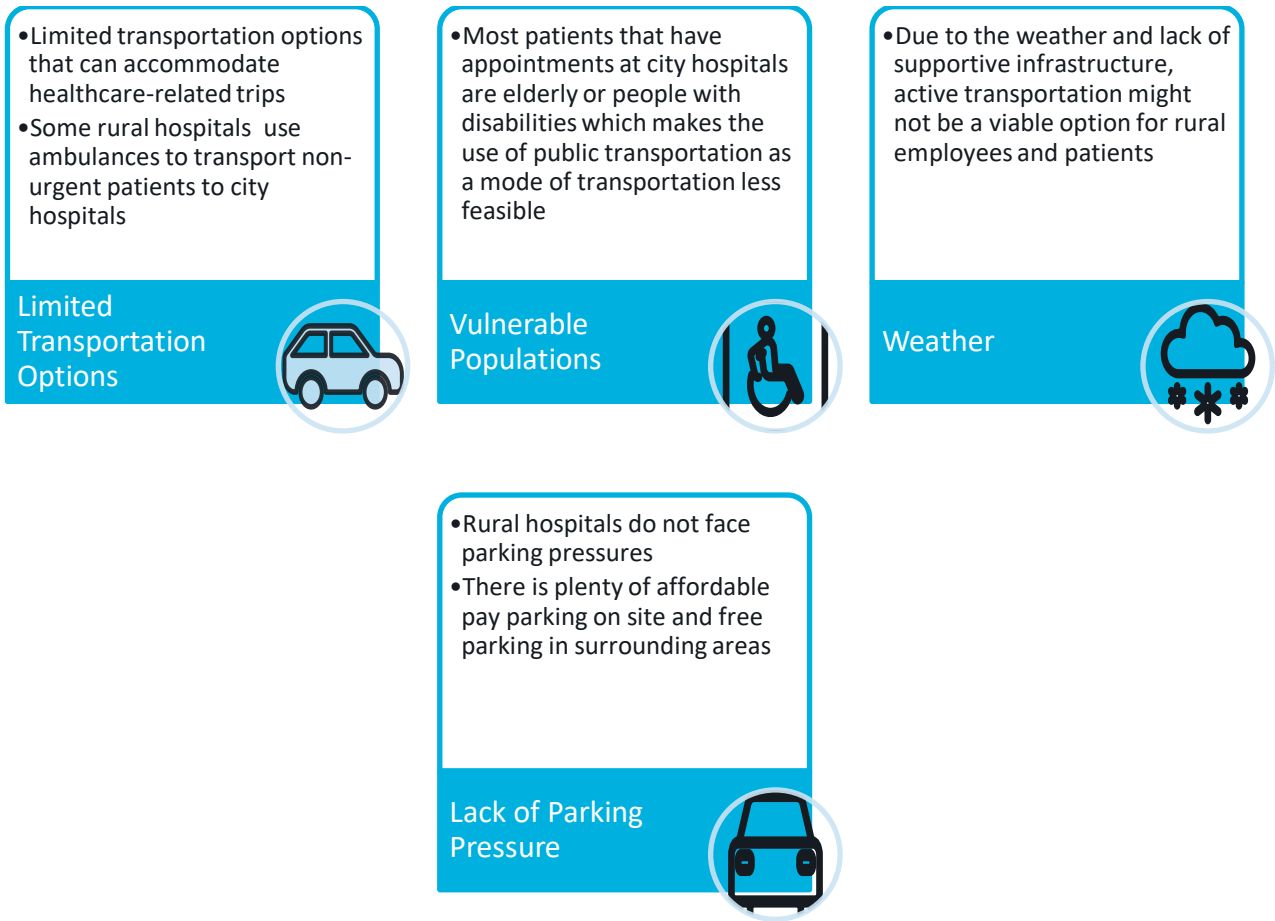 •Limited transportation options
that can accommodate
healthcare-related trips
•Some rural hospitals use
ambulances to transport non-
urgent patients to city
hospitals
Limited
Transportation
Options
•Most patients that have
appointments at city hospitals
are elderly or people with
disabilities which makes the
use of public transportation as
a mode of transportation less
feasible
Vulnerable
Populations
•Due to the weather and lack of
supportive infrastructure,
active transportation might
not be a viable option for rural
employees and patients
Weather
•Rural hospitals do not face
parking pressures
•There is plenty of affordable
pay parking on site and free
parking in surrounding areas
Lack of Parking
Pressure